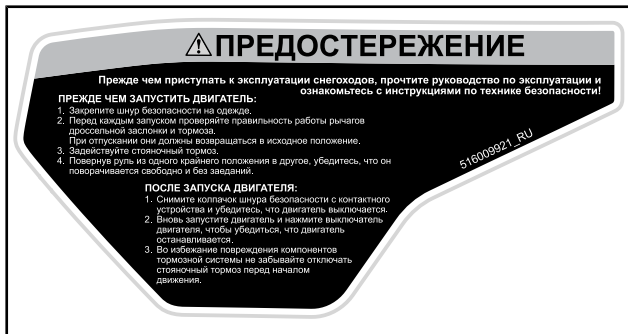 ⚠ПРЕДОСТЕРЕЖЕНИЕ
Прежде чем приступать к эксплуатации снегоходов, прочтите руководство по эксплуатации и
ознакомьтесь с инструкциями по технике безопасности!
ПРЕЖДЕ ЧЕМ ЗАПУСТИТЬ ДВИГАТЕЛЬ:
1. Закрепите шнур безопасности на одежде.
2. Перед каждым запуском проверяйте правильность работы рычагов
дроссельной заслонки и тормоза.
При отпускании они должны возвращаться в исходное положение.
3. Задействуйте стояночный тормоз.
4. Повернув руль из одного крайнего положения в другое, убедитесь, что он
поворачивается свободно и без заеданий.
516009921_RU
ПОСЛЕ ЗАПУСКА ДВИГАТЕЛЯ:
1. Снимите колпачок шнура безопасности с контактного
устройства и убедитесь, что двигатель выключается.
2. Вновь запустите двигатель и нажмите выключатель
двигателя, чтобы убедиться, что двигатель
останавливается.
3. Во избежание повреждения компонентов
тормозной системы не забывайте отключать
стояночный тормоз перед началом
движения.